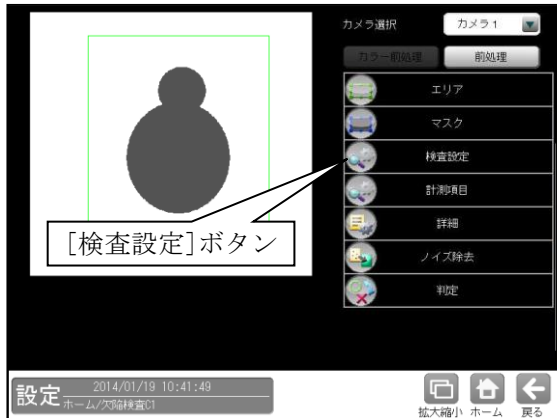 カメラ選択
カメラ1
カラー前処理
前処理
エリア
マスク
検査設定
計測項目
詳細
ノイズ除去
判定
[検査設定]ボタン
設定
2014/01/19 10:41:49
ホーム/欠陥検査C1
拡大縮小
ホーム
戻る